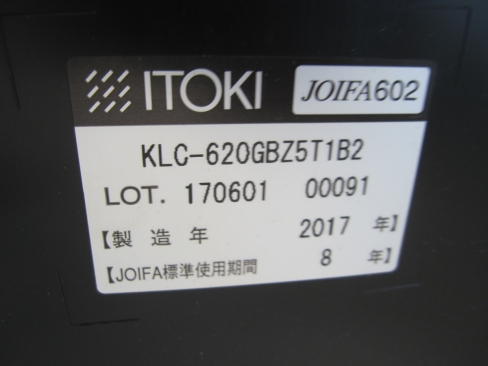 ITOKI JOIFA602
KLC-620GBZ5T1B2
LOT. 170601 00091
【製造年 2017 年】
【JOIFA標準使用期間 8 年】